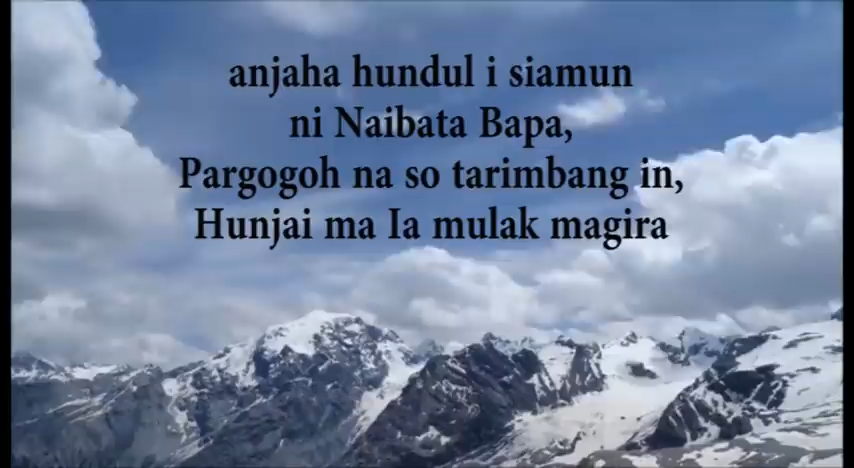 anjaha hundul i siamun
ni Naibata Bapa,
Pargogoh na so tarimbang in,
Hunjai ma Ia mulak magira